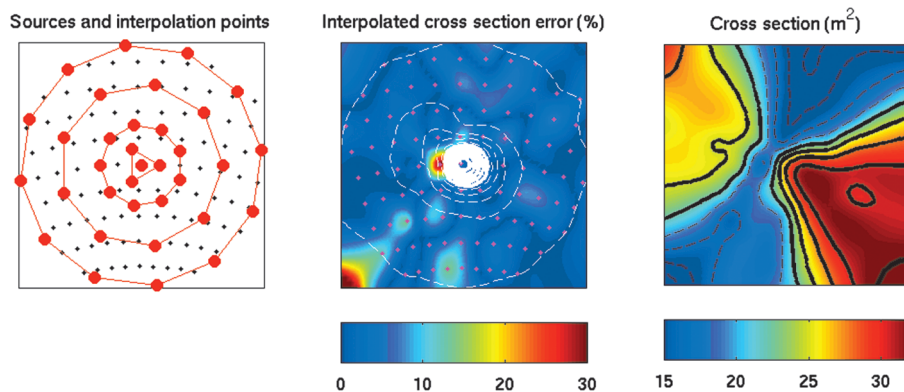 Sources and interpolation points
Interpolated cross section error (%)
Cross section (m²)
0 10 20 30
15 20 25 30